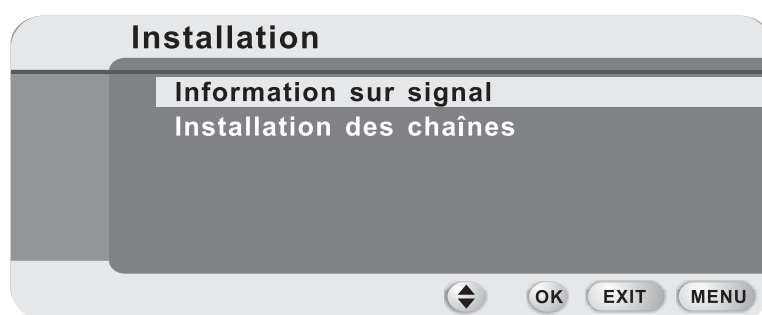 Installation
Information sur signal
Installation des chaînes
OK EXIT MENU